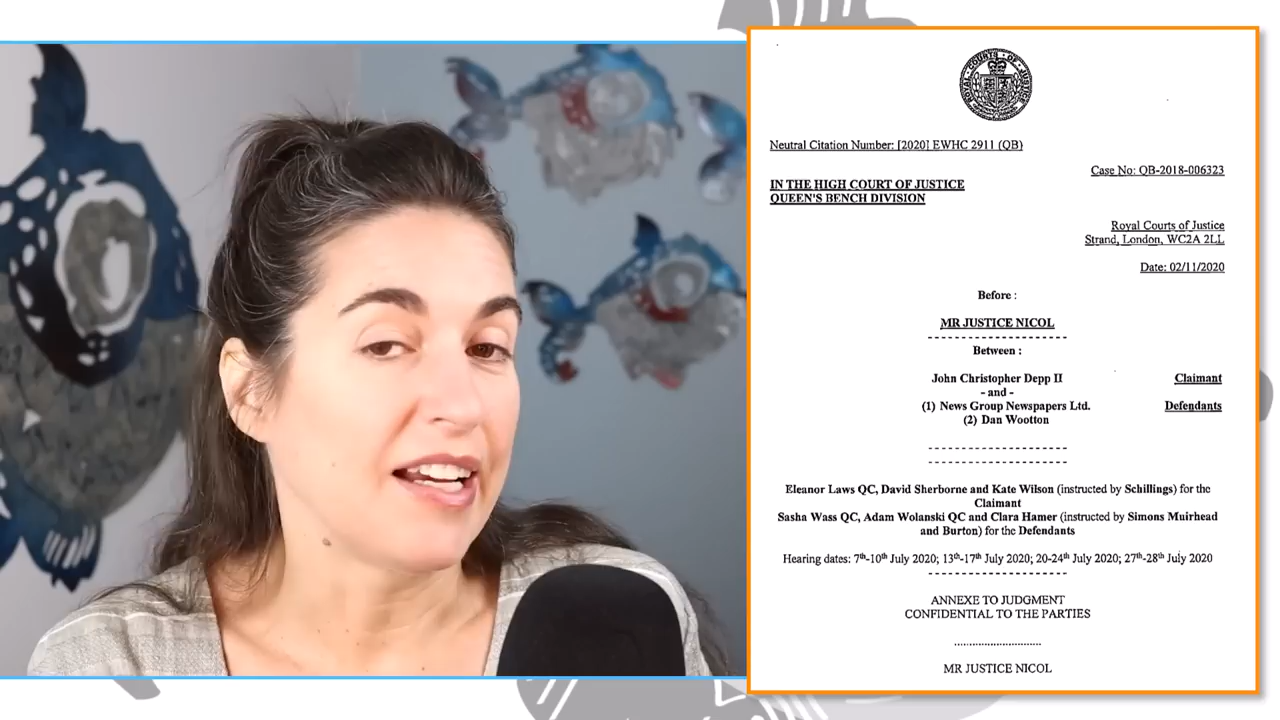 ROYAL COURTS OF JUSTICE
Neutral Citation Number: [2020] EWHC 2911 (QB)
Case No: QB-2018-006323
IN THE HIGH COURT OF JUSTICE
QUEEN'S BENCH DIVISION
Royal Courts of Justice
Strand, London, WC2A 2LL
Date: 02/11/2020
Before :
MR JUSTICE NICOL
Between :
John Christopher Depp II Claimant
- and -
(1) News Group Newspapers Ltd. Defendants
(2) Dan Wootton
Eleanor Laws QC, David Sherborne and Kate Wilson (instructed by Schillings) for the
Claimant
Sasha Wass QC, Adam Wolanski QC and Clara Hamer (instructed by Simons Muirhead
and Burton) for the Defendants
Hearing dates: 7th-10th July 2020; 13th-17th July 2020; 20-24th July 2020; 27th-28th July 2020
ANNEXE TO JUDGMENT
CONFIDENTIAL TO THE PARTIES
MR JUSTICE NICOL